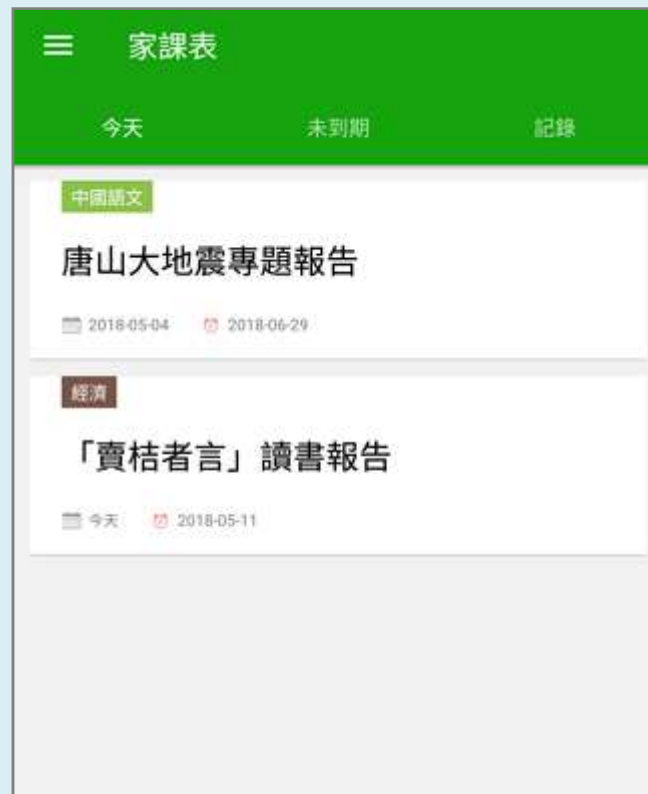 家課表
今天 未到期 記錄
中國語文
唐山大地震專題報告
2018-05-04 2018-06-29
經濟
「賣桔者言」讀書報告
今天 2018-05-11